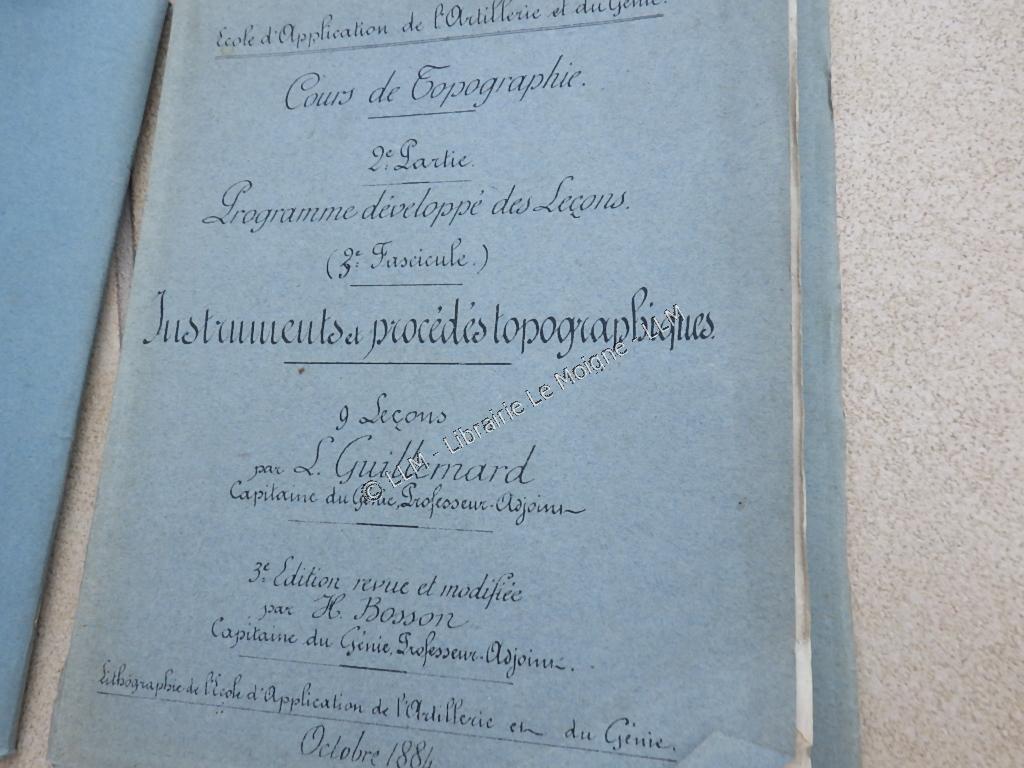 Ecole d'Application de l'Artillerie et du Génie.
Cours de Topographie.
2e Partie.
Programme développé des Leçons.
(3e Fascicule.)
Instruments et procédés topographiques.
9 Leçons
par L. Guillemard
Capitaine du Génie, Professeur-Adjoint
3e Edition revue et modifiée
par H. Bosson
Capitaine du Génie, Professeur-Adjoint.
Lithographie de l'École d'Application de l'Artillerie et du Génie.
Octobre 1884
© LLM - Librairie Le Moigne - LLM